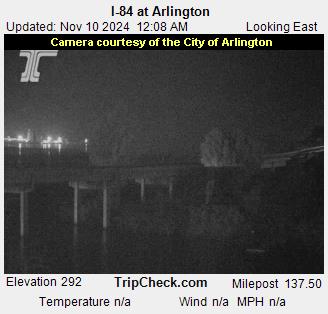 I-84 at Arlington
Updated: Nov 10 2024 12:08 AM Looking East
Camera courtesy of the City of Arlington
Elevation 292 TripCheck.com Milepost 137.50
Temperature n/a Wind n/a MPH n/a